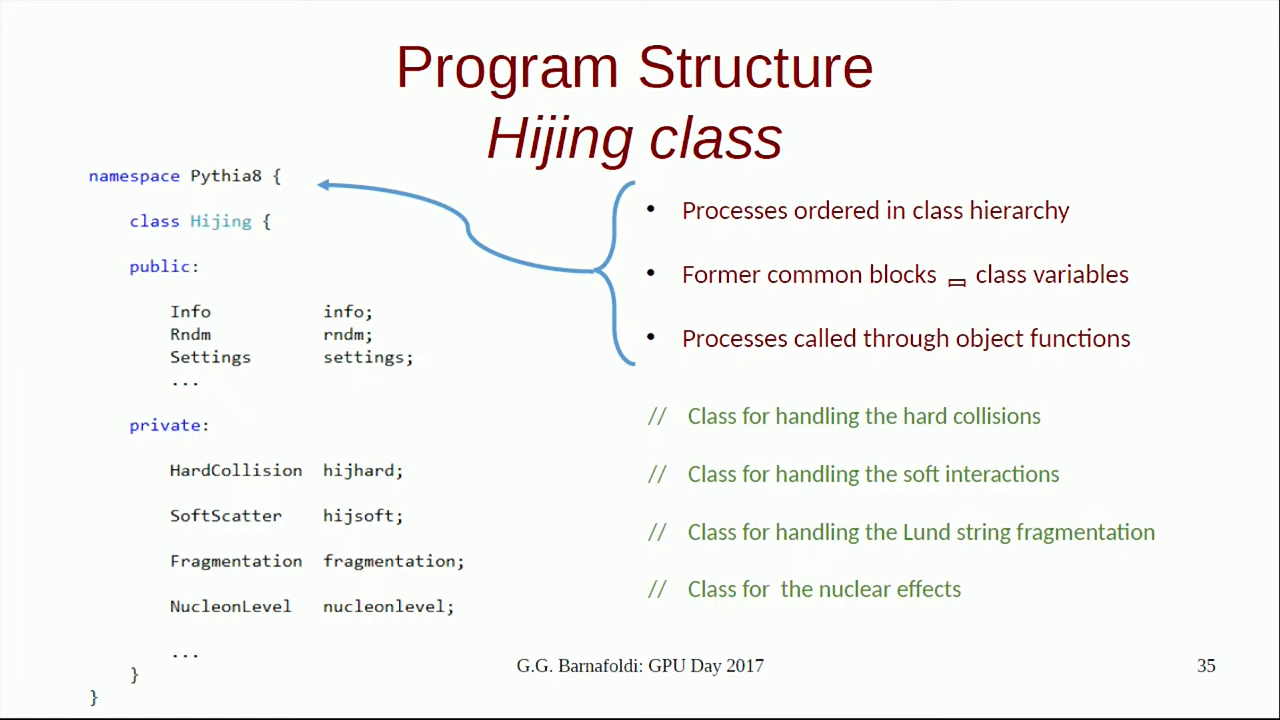 Program Structure
Hijing class
namespace Pythia8 {
class Hijing {
public:
Info info;
Rndm rndm;
Settings settings;
...
private:
HardCollision hijhard;
SoftScatter hijsoft;
Fragmentation fragmentation;
NucleonLevel nucleonlevel;
...
}
}
• Processes ordered in class hierarchy
• Former common blocks = class variables
• Processes called through object functions
// Class for handling the hard collisions
// Class for handling the soft interactions
// Class for handling the Lund string fragmentation
// Class for the nuclear effects
G.G. Barnafoldi: GPU Day 2017
35